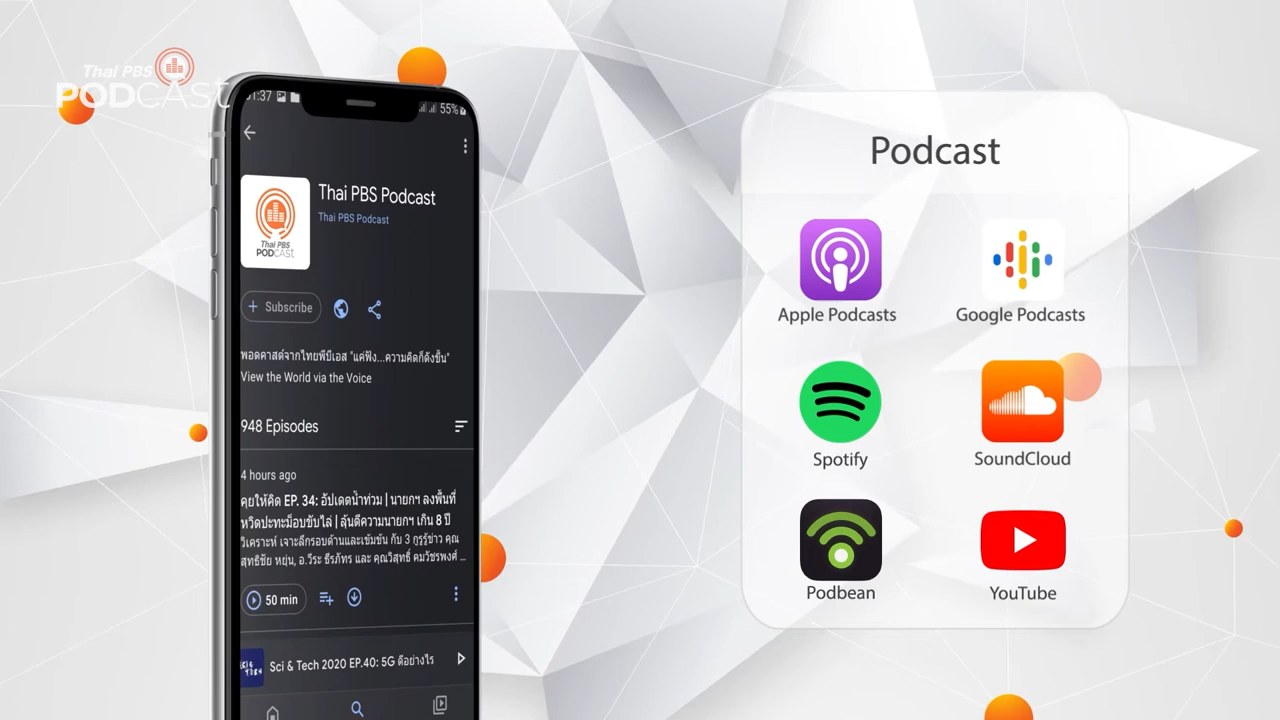 Thai PBS
PODCAST
01:37
55%
Thai PBS Podcast
Thai PBS Podcast
Thai PBS
PODCAST
+ Subscribe
พอดคาสต์จากไทยพีบีเอส "แค่ฟัง...ความคิดก็ดังขึ้น"
View the World via the Voice
948 Episodes
4 hours ago
คุยให้คิด EP. 34: อัปเดตน้ำท่วม | นายกฯ ลงพื้นที่
หวิดปะทะม็อบขับไล่ | ลุ้นตีความนายกฯ เกิน 8 ปี
วิเคราะห์ เจาะลึกรอบด้านและเข้มข้น กับ 3 กูรูรู้ข่าว คุณ
สุทธิชัย หยุ่น, อ.วีระ ธีรภัทร และ คุณวิสุทธิ์ คมวัชรพงศ์ ...
50 min
Sci & Tech 2020 EP.40: 5G ดีอย่างไร
Podcast
Apple Podcasts
Google Podcasts
Spotify
SoundCloud
Podbean
YouTube